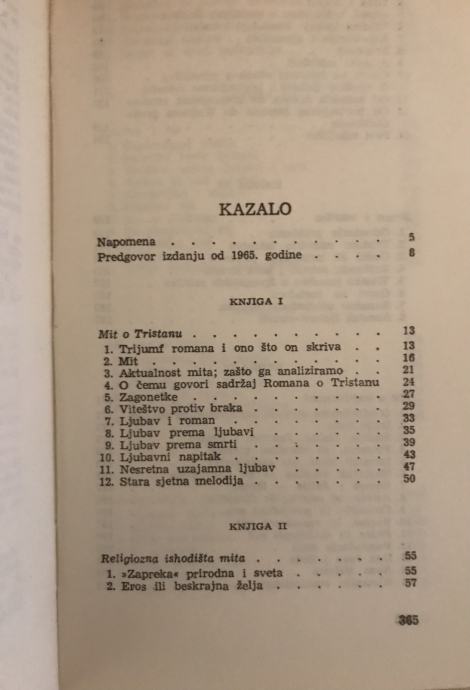 KAZALO
Napomena . . . . . . . . . . . 5
Predgovor izdanju od 1965. godine . . . . 8
KNJIGA I
Mit o Tristanu . . . . . . . . . . 13
1. Trijumf romana i ono što on skriva . . 13
2. Mit . . . . . . . . . . . 16
3. Aktualnost mita; zašto ga analiziramo . . 21
4. O čemu govori sadržaj Romana o Tristanu 24
5. Zagonetke . . . . . . . . . 27
6. Viteštvo protiv braka . . . . . . 29
7. Ljubav i roman . . . . . . . 33
8. Ljubav prema ljubavi . . . . . . 35
9. Ljubav prema smrti . . . . . . 39
10. Ljubavni napitak . . . . . . . 43
11. Nesretna uzajamna ljubav . . . . . 47
12. Stara sjetna melodija . . . . . . 50
KNJIGA II
Religiozna ishodišta mita . . . . . . . 55
1. »Zapreka« prirodna i sveta . . . . . 55
2. Eros ili beskrajna želja . . . . . . 57
365